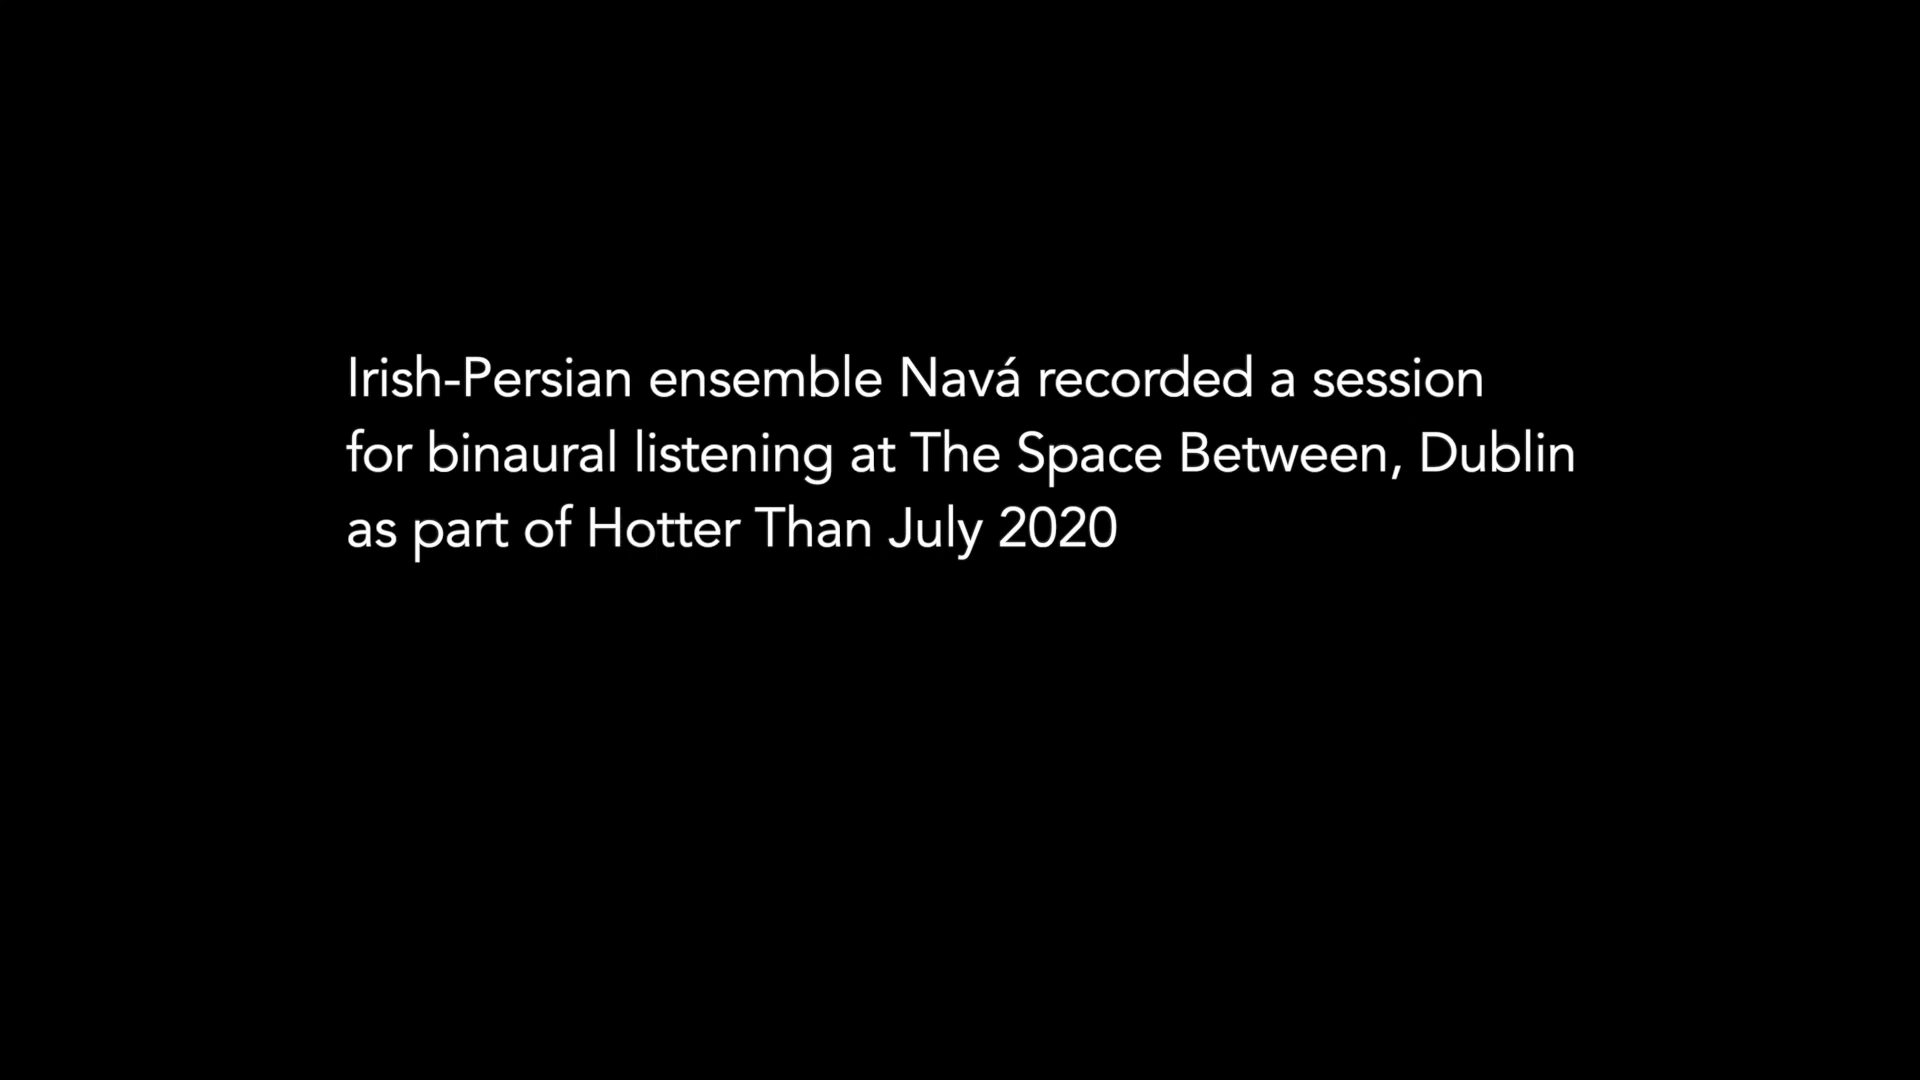 Irish-Persian ensemble Navá recorded a session
for binaural listening at The Space Between, Dublin
as part of Hotter Than July 2020